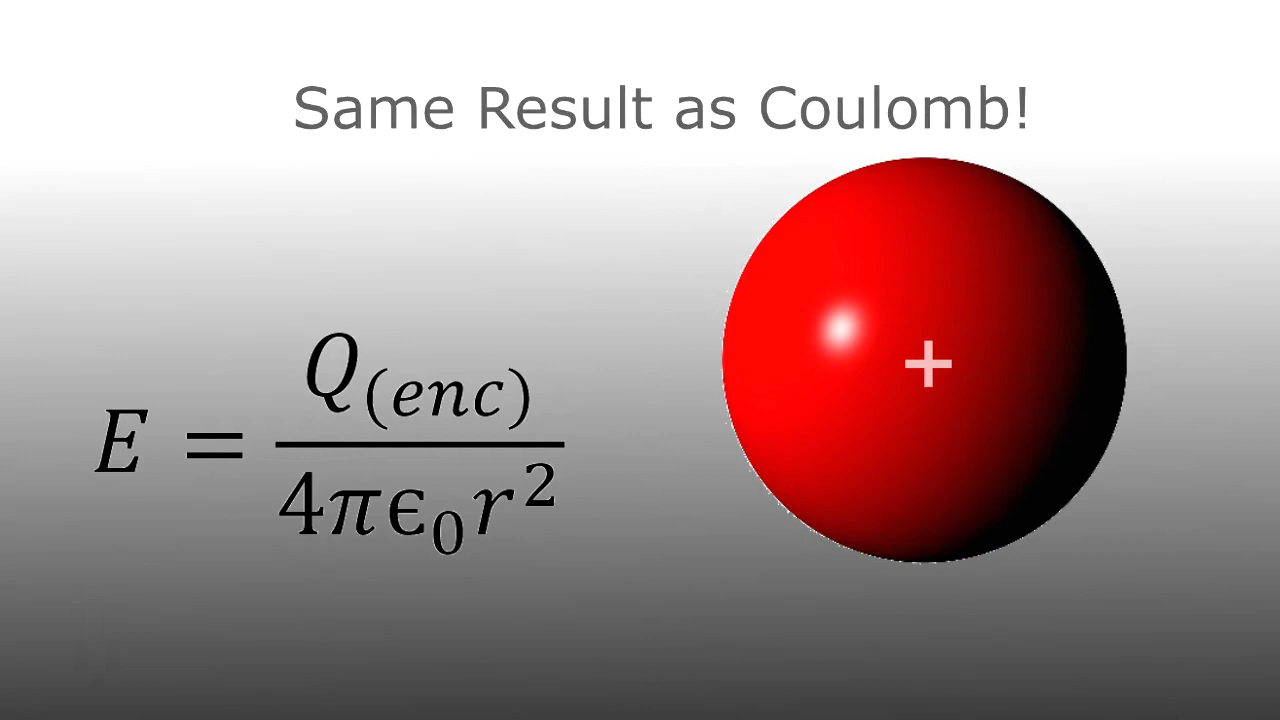 Same Result as Coulomb!
E = Q(enc) / 4πϵ₀r²
+